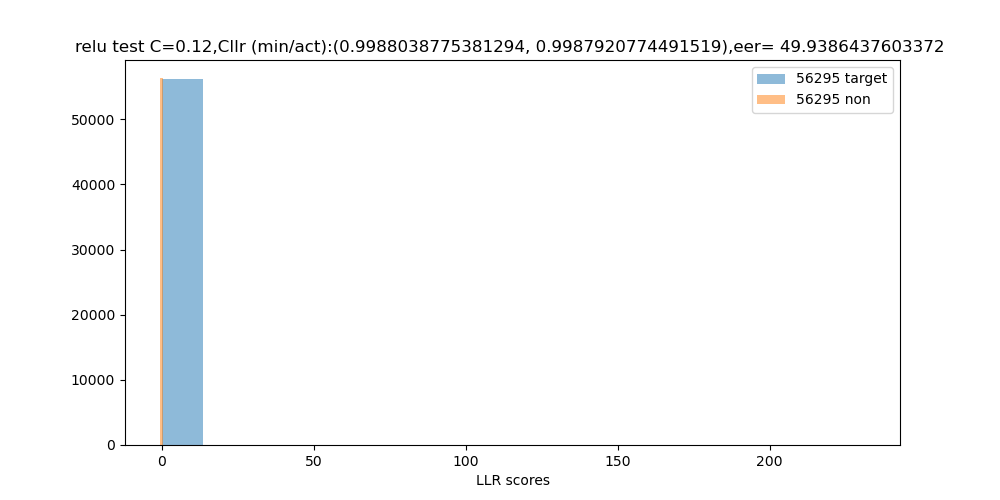 relu test C=0.12,Cllr (min/act):(0.9988038775381294, 0.9987920774491519),eer= 49.9386437603372
56295 target
56295 non
50000
40000
30000
20000
10000
0
0 50 100 150 200
LLR scores